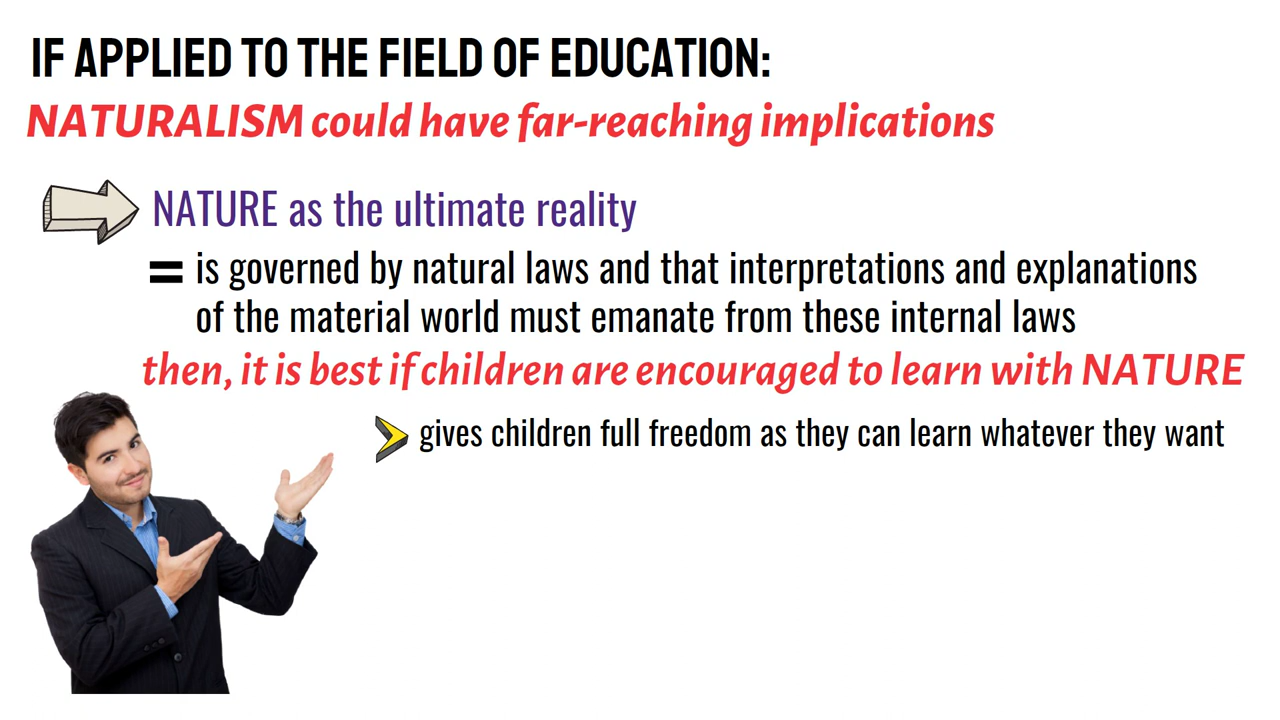 IF APPLIED TO THE FIELD OF EDUCATION:
NATURALISM could have far-reaching implications
NATURE as the ultimate reality
= is governed by natural laws and that interpretations and explanations
of the material world must emanate from these internal laws
then, it is best if children are encouraged to learn with NATURE
gives children full freedom as they can learn whatever they want